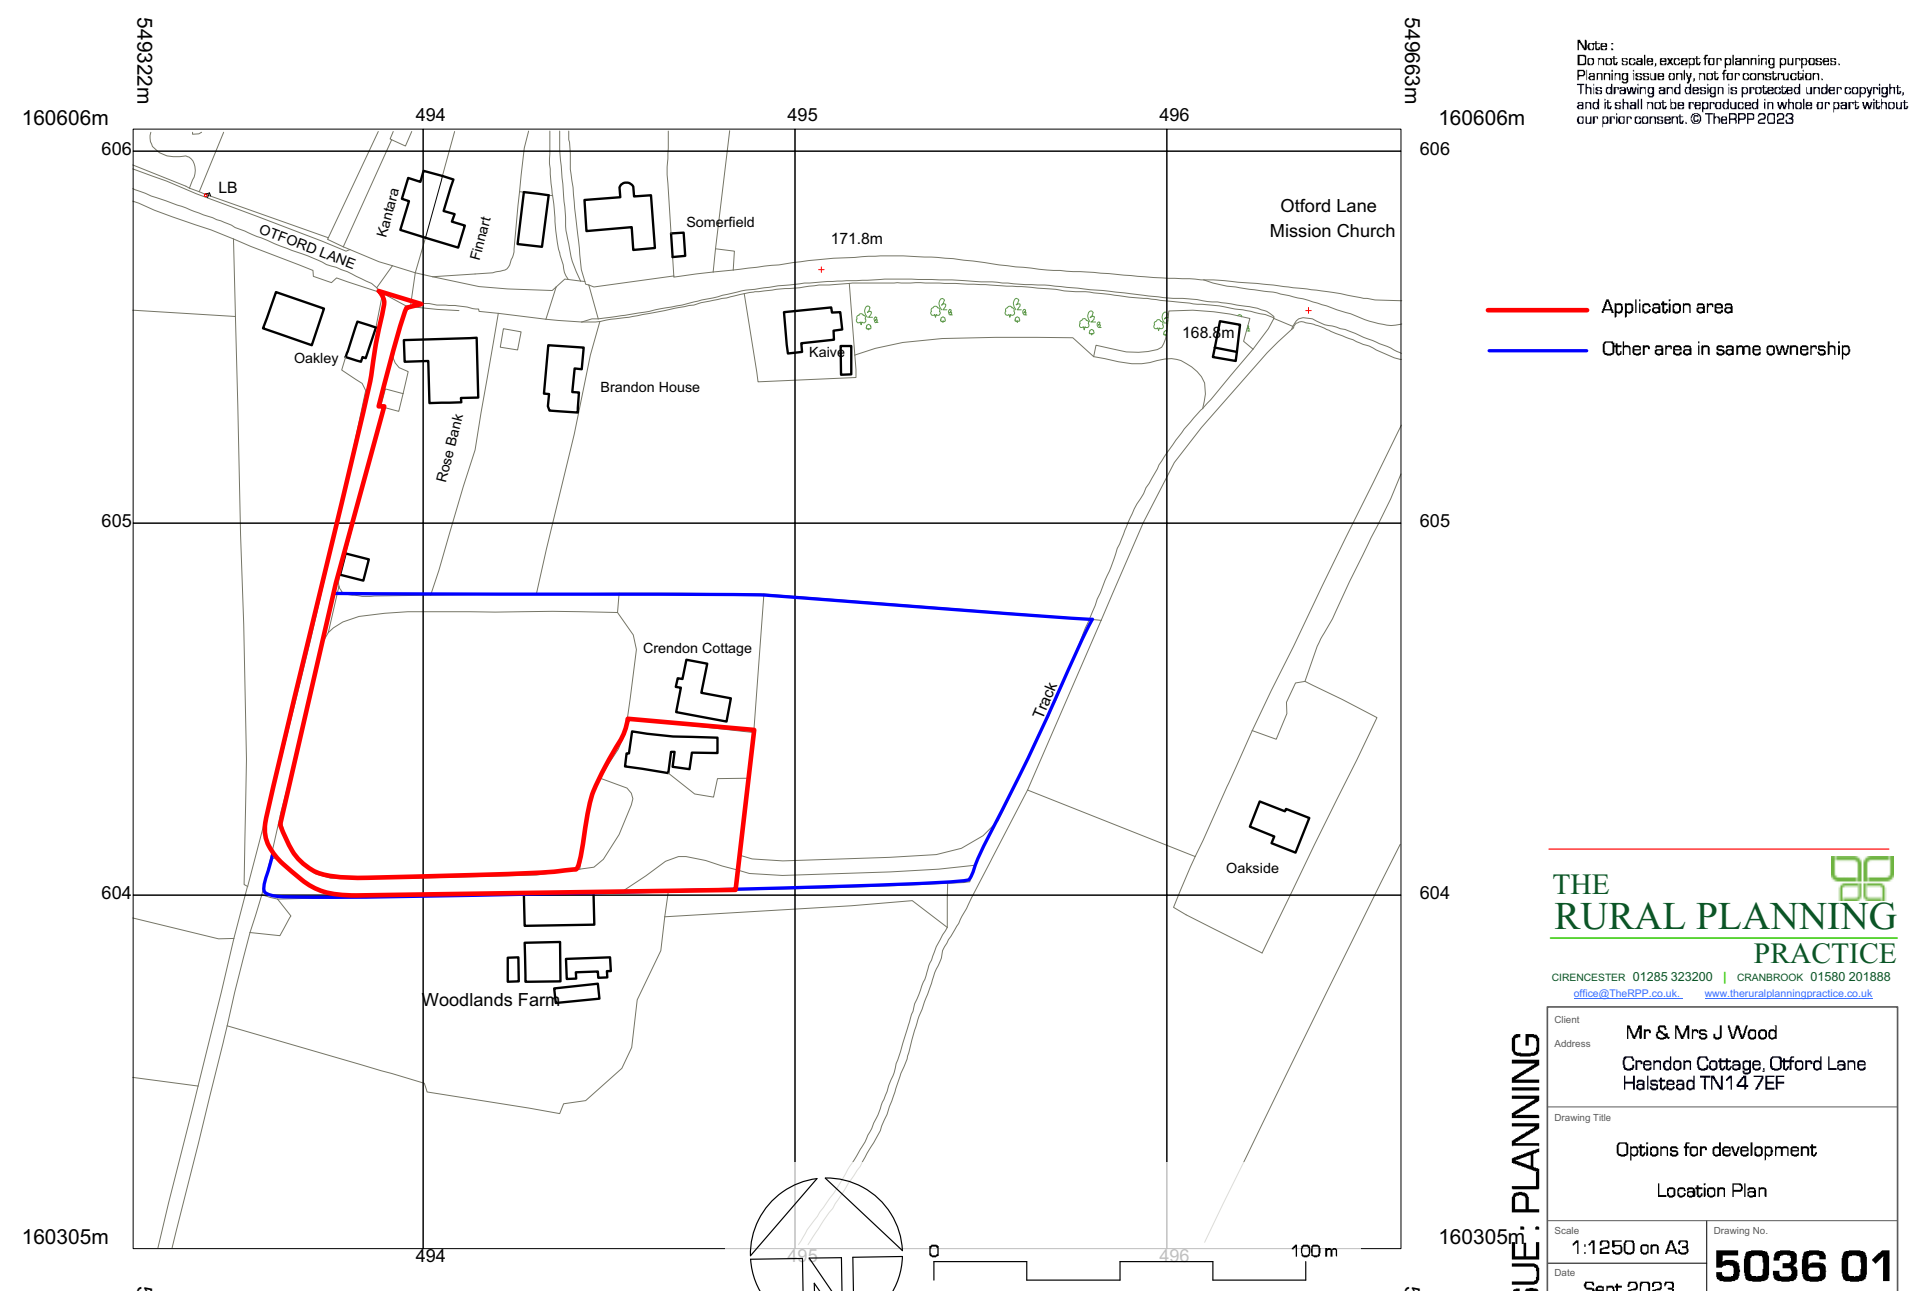 549322m
549663m
Note :
Do not scale, except for planning purposes.
Planning issue only, not for construction.
This drawing and design is protected under copyright,
and it shall not be reproduced in whole or part without
our prior consent. © TheRPP 2023
160606m
494
495
496
160606m
606
606
LB
Kantara
Finnart
OTFORD LANE
Somerfield
171.8m
Otford Lane
Mission Church
Application area
Other area in same ownership
168.8m
Oakley
Kaive
Brandon House
Rose Bank
605
605
Crendon Cottage
Track
Oakside
604
604
Woodlands Farm
THE
RURAL PLANNING
PRACTICE
CIRENCESTER 01285 323200 | CRANBROOK 01580 201888
office@TheRPP.co.uk. www.theruralplanningpractice.co.uk
Client
Mr & Mrs J Wood
Address
Crendon Cottage, Otford Lane
Halstead TN14 7EF
Drawing Title
Options for development
Location Plan
Scale
1:1250 on A3
Drawing No.
5036 01
Date
Sept 2023
SUE : PLANNING
160305m
160305m
494
495
496
0
100 m
N